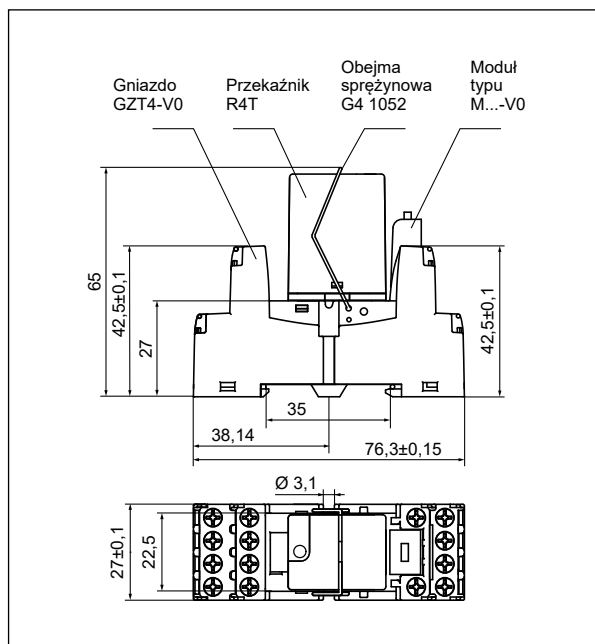 Gniazdo
GZT4-V0
Przekaźnik
R4T
Obejma
sprężynowa
G4 1052
Moduł
typu
M...-V0
65
42,5±0,1
27
42,5±0,1
35
38,14
76,3±0,15
Ø 3,1
27±0,1
22,5